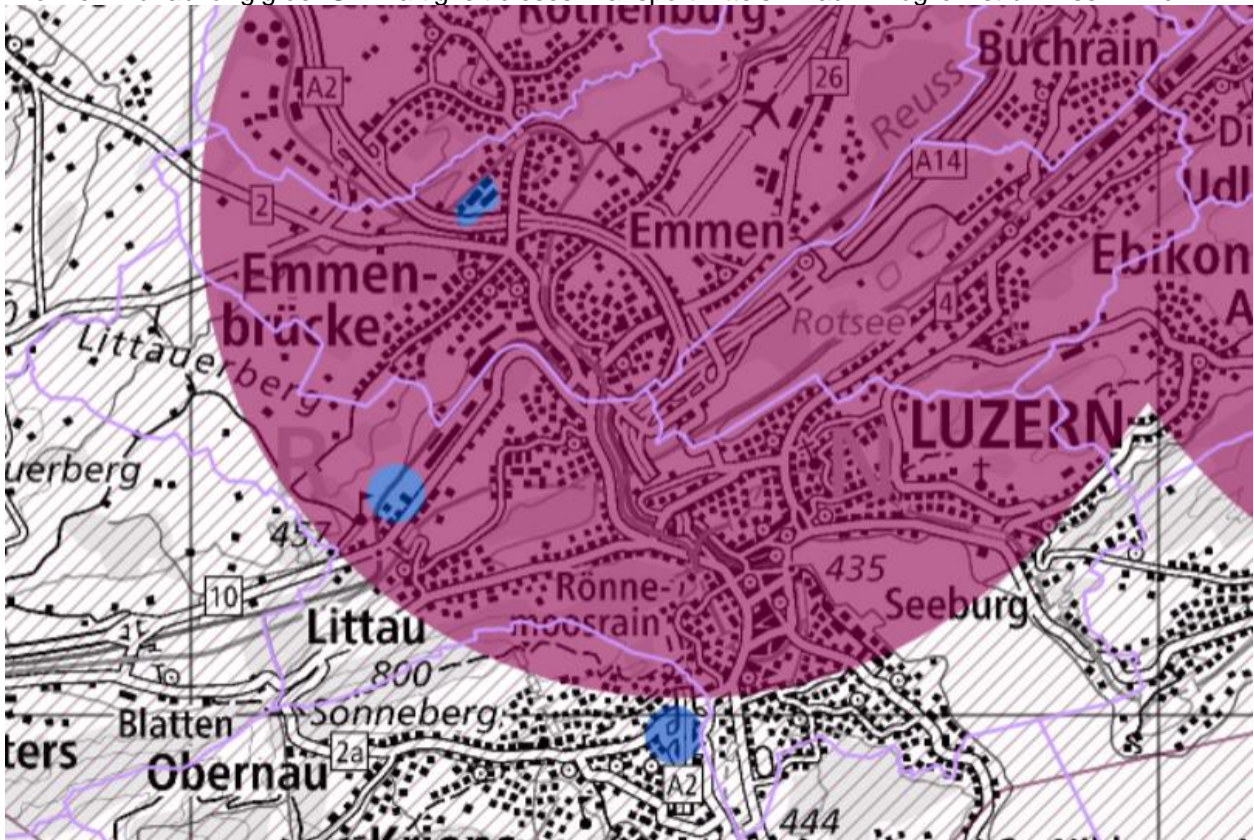 Rothenburg
Buchrain
A2
26
Reuss
A14
2
Emmen
Emmen-
brücke
Ebikon
4
Rotsee
Littauerberg
LUZERN
uerberg
457
10
Rönne-
moosrain
435
Seeburg
Littau
800
Sonneberg
Blatten
2a
ters
Obernau
A2
444